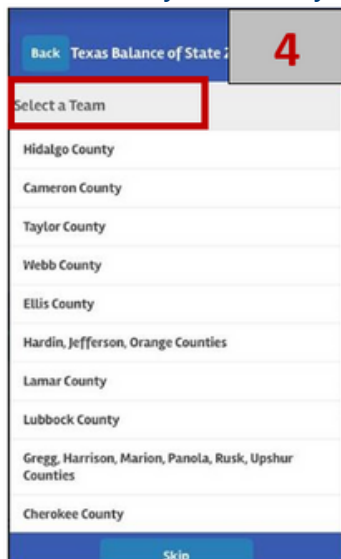 Back Texas Balance of State
4
Select a Team
Hidalgo County
Cameron County
Taylor County
Webb County
Ellis County
Hardin, Jefferson, Orange Counties
Lamar County
Lubbock County
Gregg, Harrison, Marion, Panola, Rusk, Upshur
Counties
Cherokee County
Skip